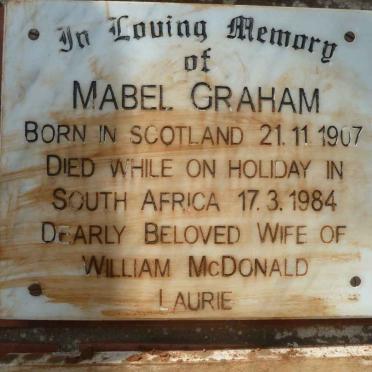 In Loving Memory
of
MABEL GRAHAM
BORN IN SCOTLAND 21.11.1907
DIED WHILE ON HOLIDAY IN
SOUTH AFRICA 17.3.1984
DEARLY BELOVED WIFE OF
WILLIAM MCDONALD
LAURIE